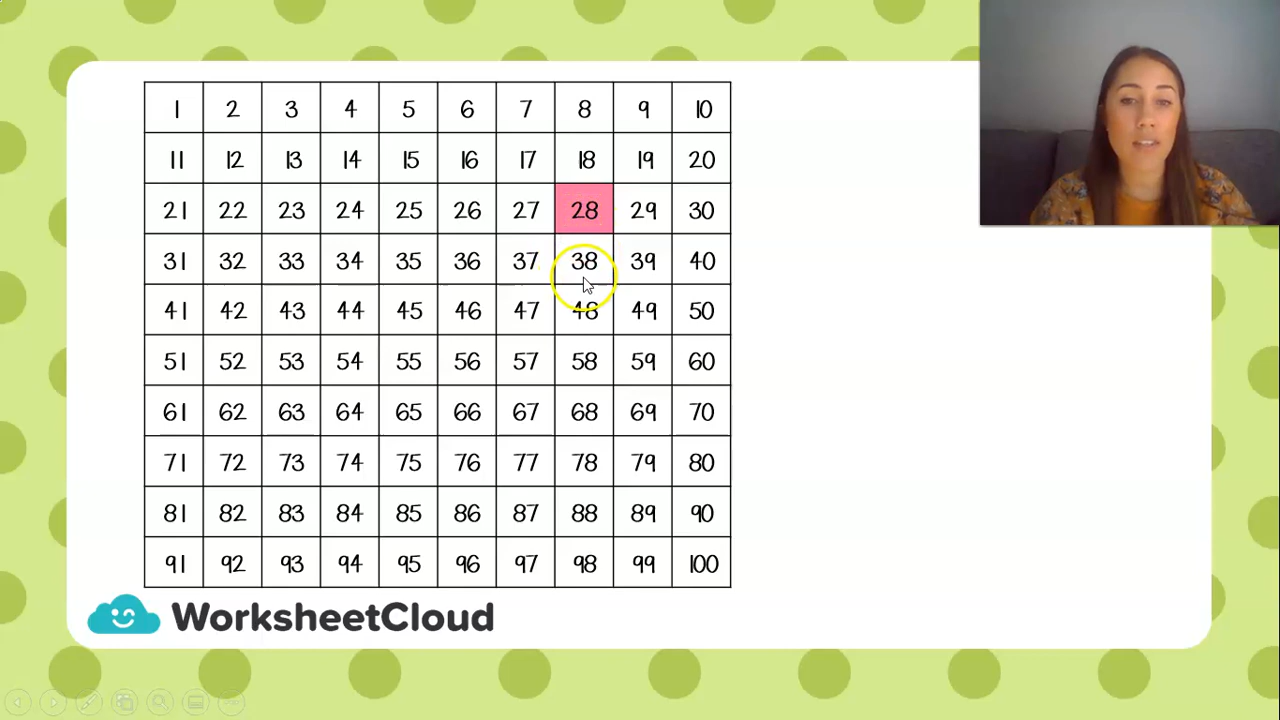 1 2 3 4 5 6 7 8 9 10
11 12 13 14 15 16 17 18 19 20
21 22 23 24 25 26 27 28 29 30
31 32 33 34 35 36 37 38 39 40
41 42 43 44 45 46 47 48 49 50
51 52 53 54 55 56 57 58 59 60
61 62 63 64 65 66 67 68 69 70
71 72 73 74 75 76 77 78 79 80
81 82 83 84 85 86 87 88 89 90
91 92 93 94 95 96 97 98 99 100
WorksheetCloud